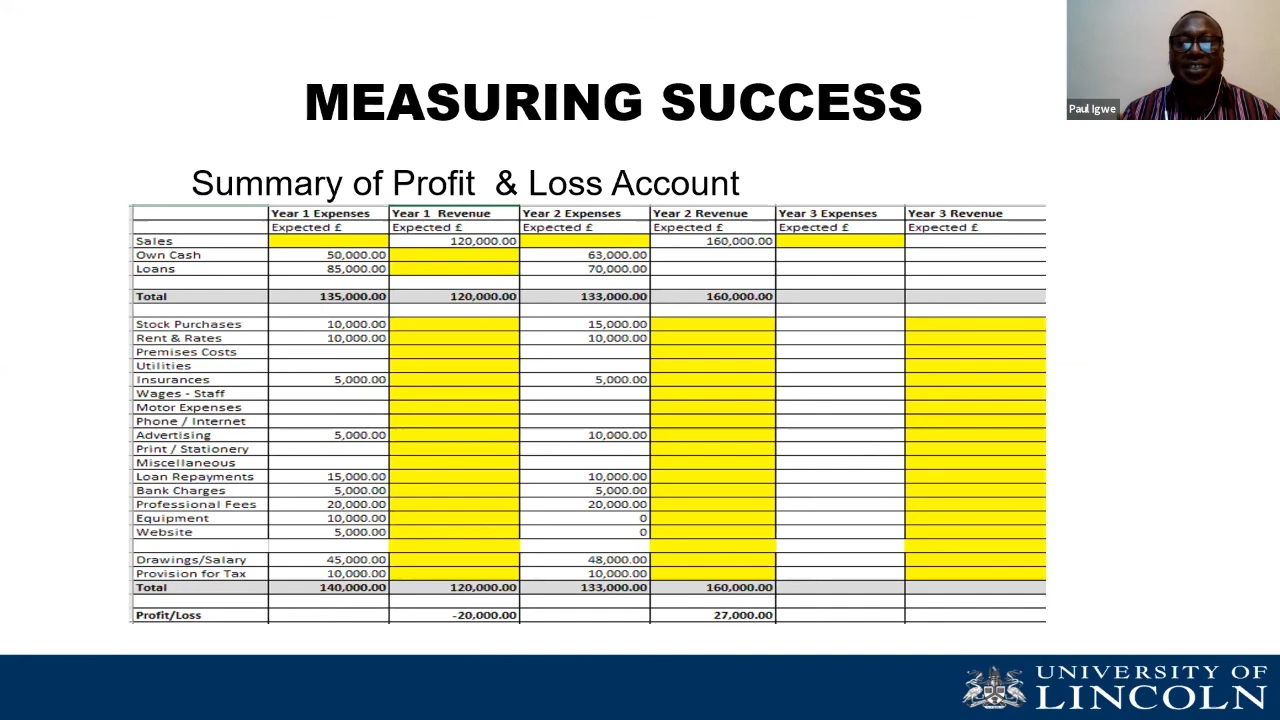 Paul Igwe
MEASURING SUCCESS
Summary of Profit & Loss Account
Year 1 Expenses Year 1 Revenue Year 2 Expenses Year 2 Revenue Year 3 Expenses Year 3 Revenue
Expected £ Expected £ Expected £ Expected £ Expected £ Expected £
Sales 120,000.00 160,000.00
Own Cash 50,000.00 63,000.00
Loans 85,000.00 70,000.00
Total 135,000.00 120,000.00 133,000.00 160,000.00
Stock Purchases 10,000.00 15,000.00
Rent & Rates 10,000.00 10,000.00
Premises Costs
Utilities
Insurances 5,000.00 5,000.00
Wages - Staff
Motor Expenses
Phone / Internet
Advertising 5,000.00 10,000.00
Print / Stationery
Miscellaneous
Loan Repayments 15,000.00 10,000.00
Bank Charges 5,000.00 5,000.00
Professional Fees 20,000.00 20,000.00
Equipment 10,000.00 0
Website 5,000.00 0
Drawings/Salary 45,000.00 48,000.00
Provision for Tax 10,000.00 10,000.00
Total 140,000.00 120,000.00 133,000.00 160,000.00
Profit/Loss -20,000.00 27,000.00
UNIVERSITY OF
LINCOLN